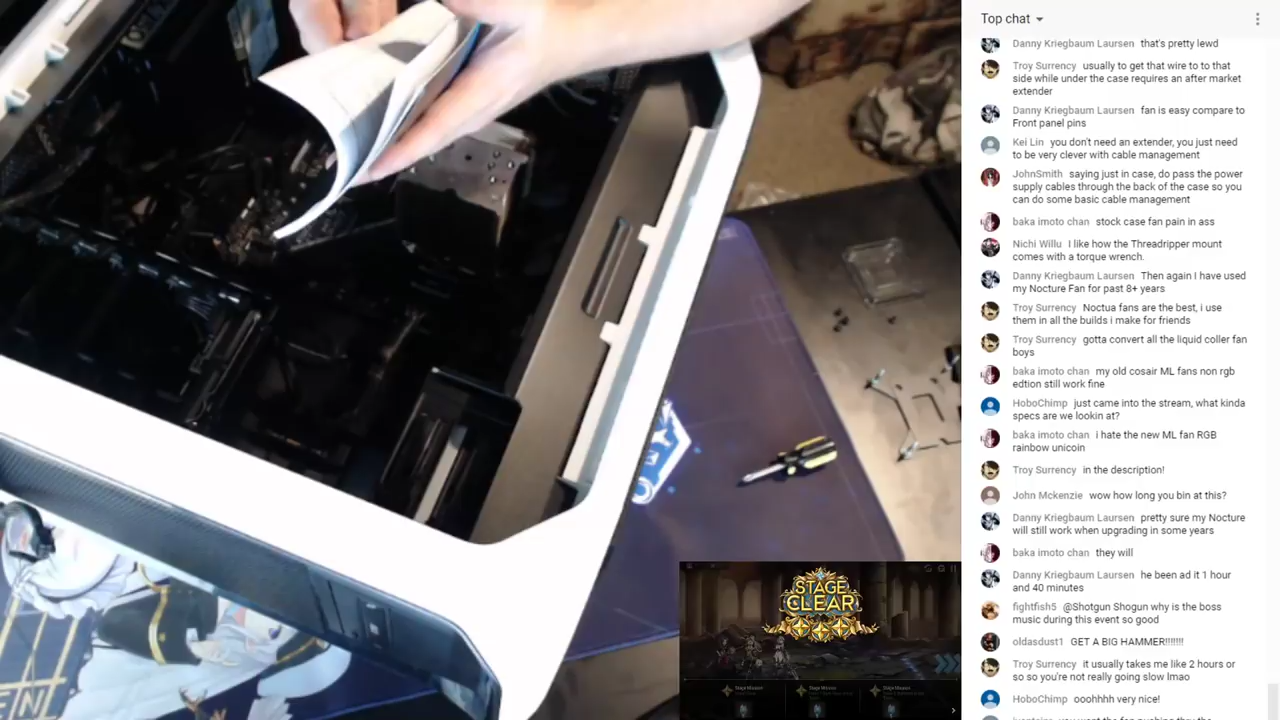 Top chat
Danny Kriegbaum Laursen that's pretty lewd
Troy Surrency usually to get that wire to to that
side while under the case requires an after market
extender
Danny Kriegbaum Laursen fan is easy compare to
Front panel pins
Kei Lin you don't need an extender, you just need
to be very clever with cable management
JohnSmith saying just in case, do pass the power
supply cables through the back of the case so you
can do some basic cable management
baka imoto chan stock case fan pain in ass
Nichi Willu I like how the Threadripper mount
comes with a torque wrench.
Danny Kriegbaum Laursen Then again I have used
my Nocture Fan for past 8+ years
Troy Surrency Noctua fans are the best, i use
them in all the builds i make for friends
Troy Surrency gotta convert all the liquid coller fan
boys
baka imoto chan my old cosair ML fans non rgb
edtion still work fine
HoboChimp just came into the stream, what kinda
specs are we lookin at?
baka imoto chan i hate the new ML fan RGB
rainbow unicoin
Troy Surrency in the description!
John Mckenzie wow how long you bin at this?
Danny Kriegbaum Laursen pretty sure my Nocture
will still work when upgrading in some years
baka imoto chan they will
Danny Kriegbaum Laursen he been ad it 1 hour
and 40 minutes
fightfish5 @Shotgun Shogun why is the boss
music during this event so good
oldasdust1 GET A BIG HAMMER!!!!!!!
Troy Surrency it usually takes me like 2 hours or
so so you're not really going slow lmao
HoboChimp ooohhhh very nice!
STAGE
CLEAR
Stage Mission
Stage Mission
Stage Mission